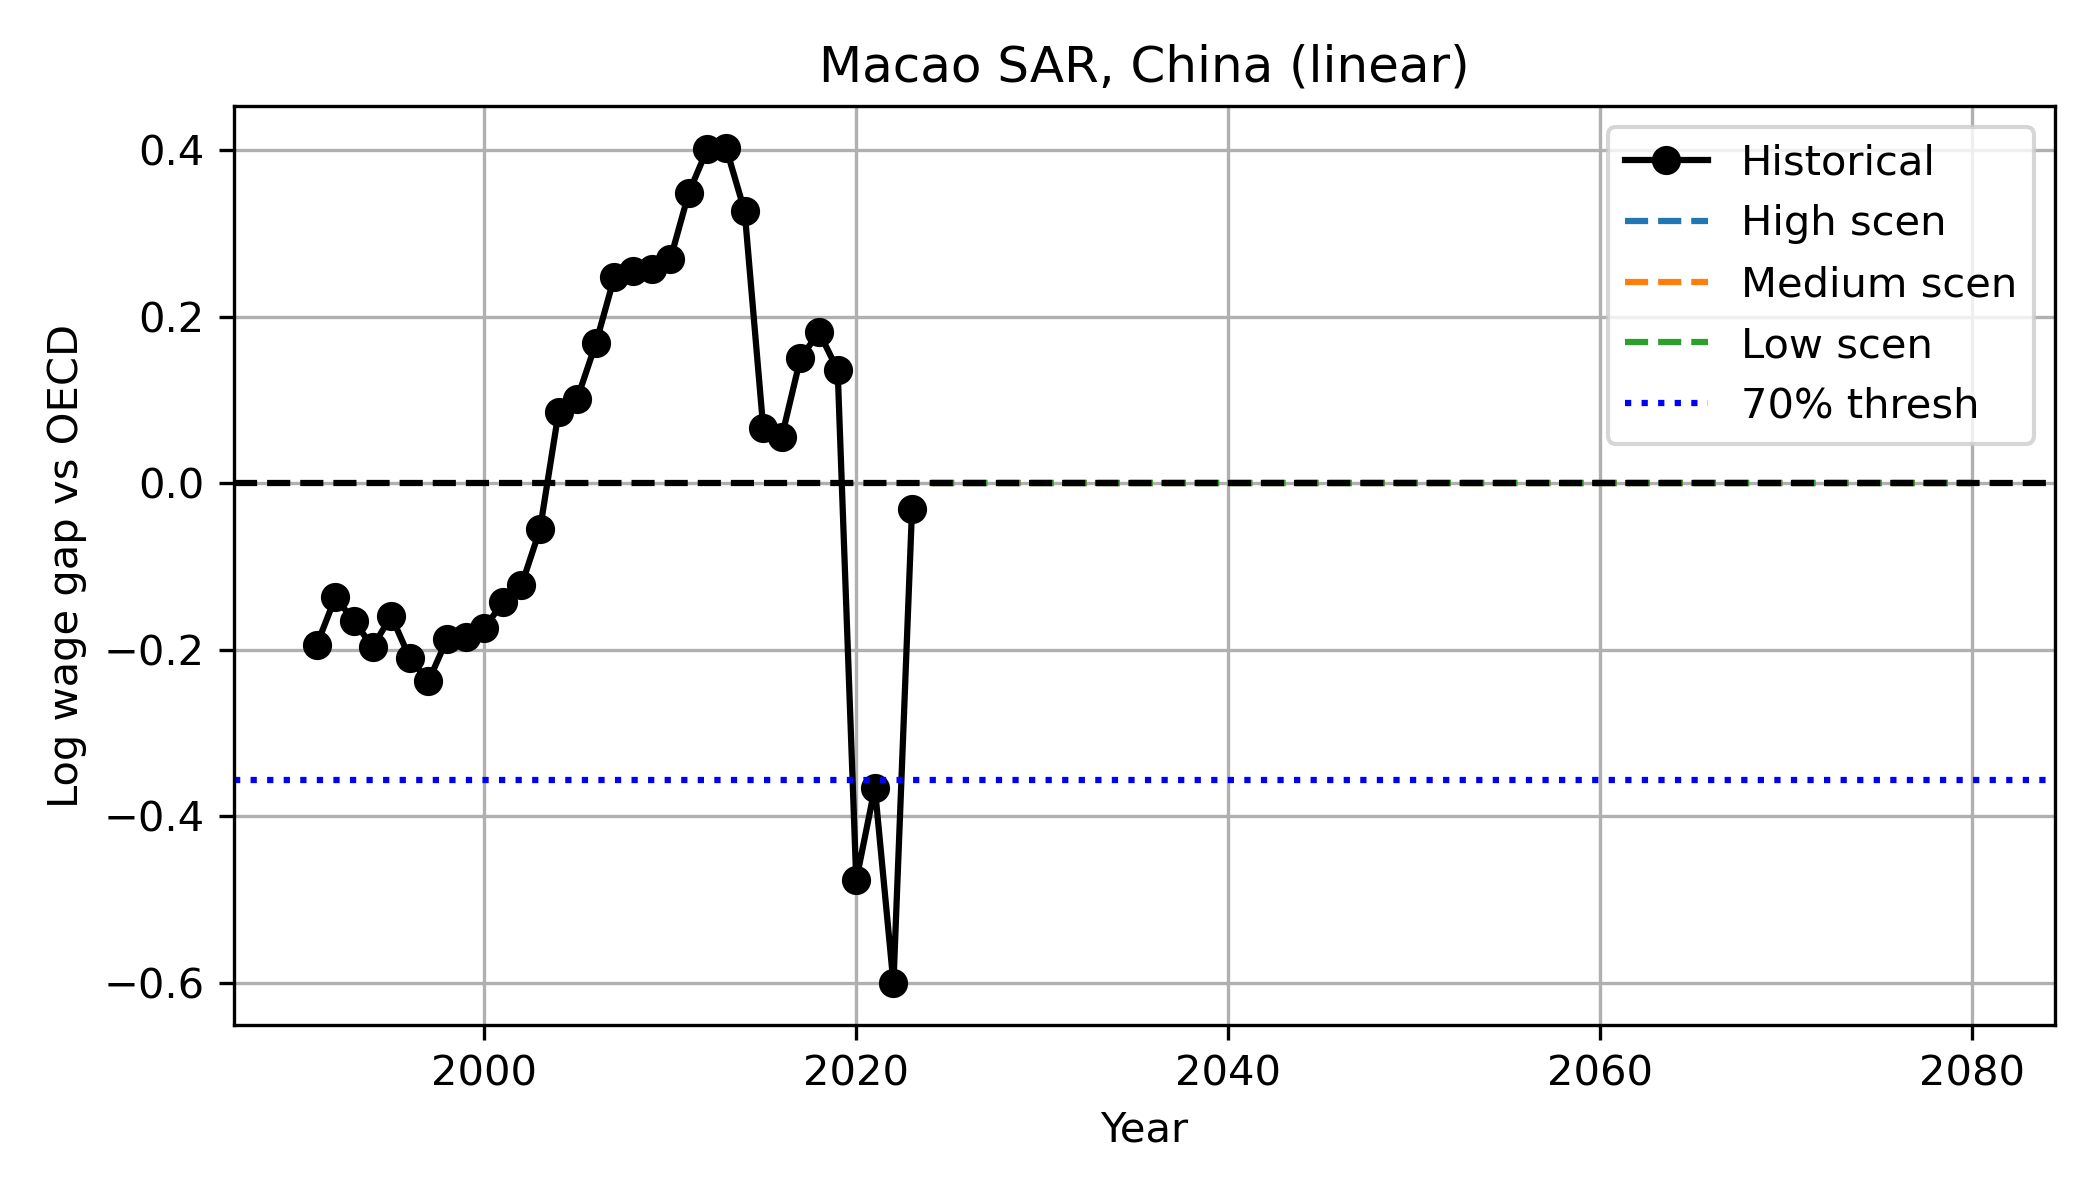 Macao SAR, China (linear)
Log wage gap vs OECD
0.4
0.2
0.0
−0.2
−0.4
−0.6
Historical
High scen
Medium scen
Low scen
70% thresh
2000
2020
2040
2060
2080
Year